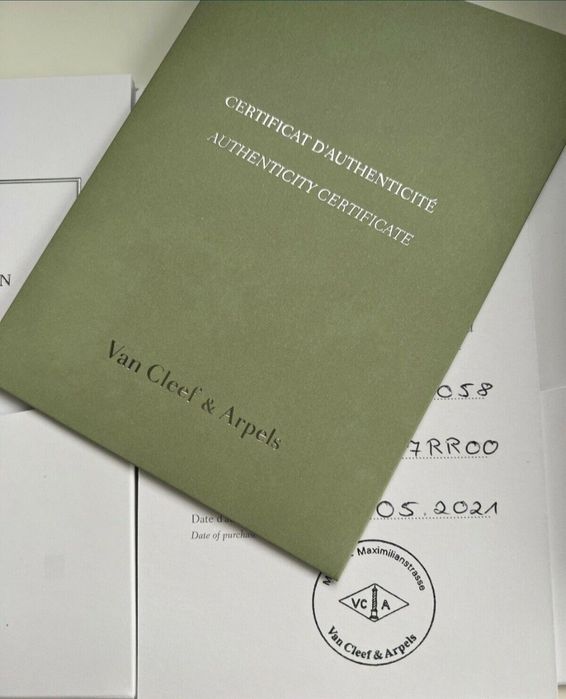 CERTIFICAT D'AUTHENTICITÉ
AUTHENTICITY CERTIFICATE
Van Cleef & Arpels
N
058
7RR00
05.2021
Date d'a
Date of purchas
Maximilianstrasse
VC A
Van Cleef & Arpels